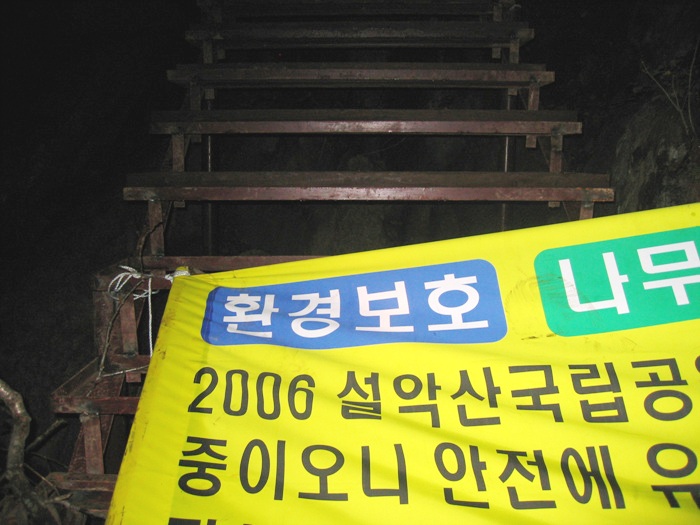 환경보호 나무
2006 설악산국립공
중이오니 안전에 유